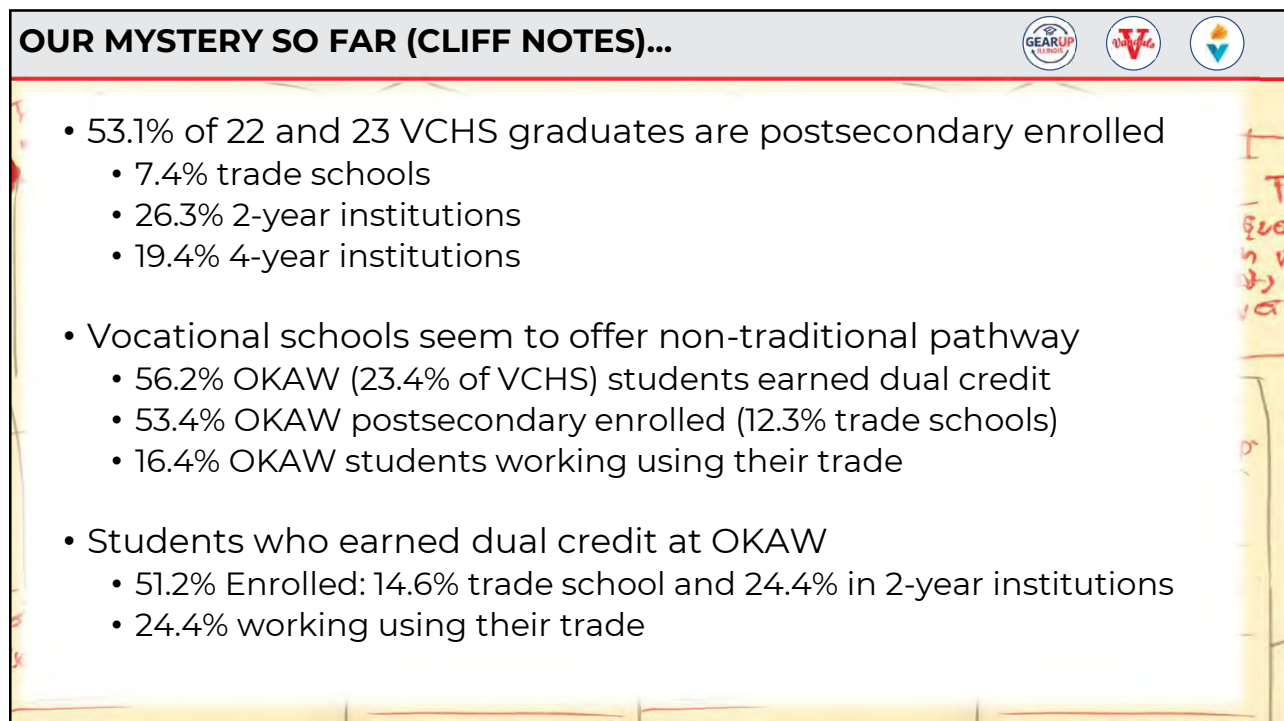 OUR MYSTERY SO FAR (CLIFF NOTES)...
GEARUP
ILLINOIS
V
Vandals
• 53.1% of 22 and 23 VCHS graduates are postsecondary enrolled
• 7.4% trade schools
• 26.3% 2-year institutions
• 19.4% 4-year institutions
• Vocational schools seem to offer non-traditional pathway
• 56.2% OKAW (23.4% of VCHS) students earned dual credit
• 53.4% OKAW postsecondary enrolled (12.3% trade schools)
• 16.4% OKAW students working using their trade
• Students who earned dual credit at OKAW
• 51.2% Enrolled: 14.6% trade school and 24.4% in 2-year institutions
• 24.4% working using their trade